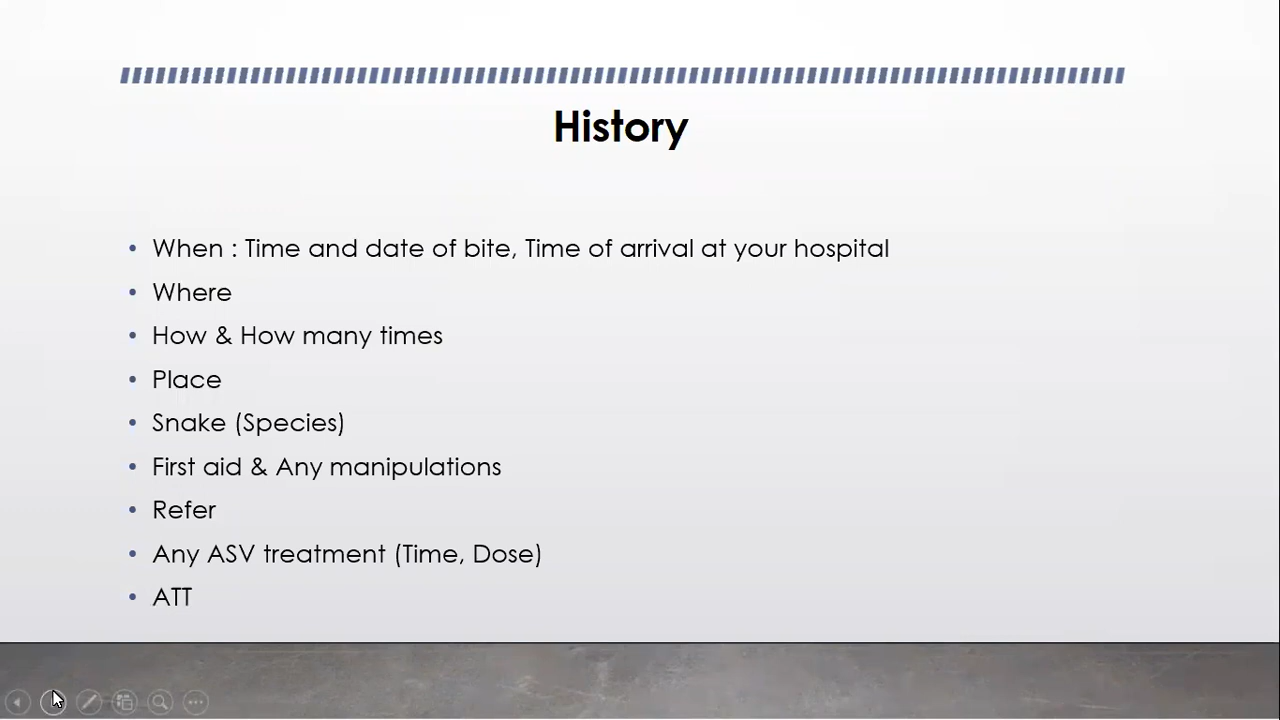 History
• When : Time and date of bite, Time of arrival at your hospital
• Where
• How & How many times
• Place
• Snake (Species)
• First aid & Any manipulations
• Refer
• Any ASV treatment (Time, Dose)
• ATT